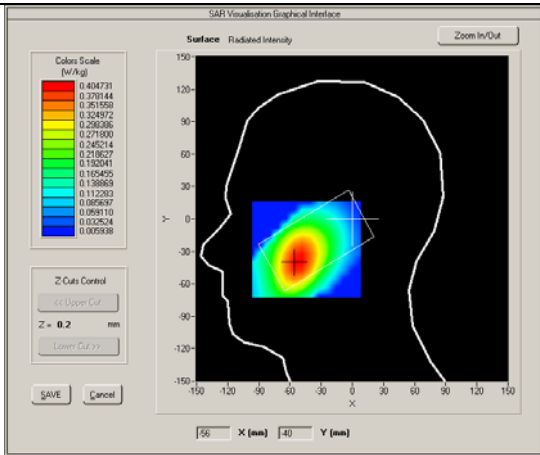 SAR Visualisation Graphical Interface
Surface Radiated Intensity
Zoom In/Out
Colors Scale
(W/kg)
0.404731
0.378144
0.351558
0.324972
0.298386
0.271800
0.245214
0.218627
0.192041
0.165455
0.138869
0.112283
0.085697
0.059110
0.032524
0.005938
Z Cuts Control
<< Upper Cut
Z = 0.2 mm
Lower Cut >>
SAVE Cancel
150-
120-
90-
60-
30-
0-
-30-
-60-
-90-
-120-
-150-
Y
-150 -120 -90 -60 -30 0 30 60 90 120 150
X
-56 X (mm) -40 Y (mm)